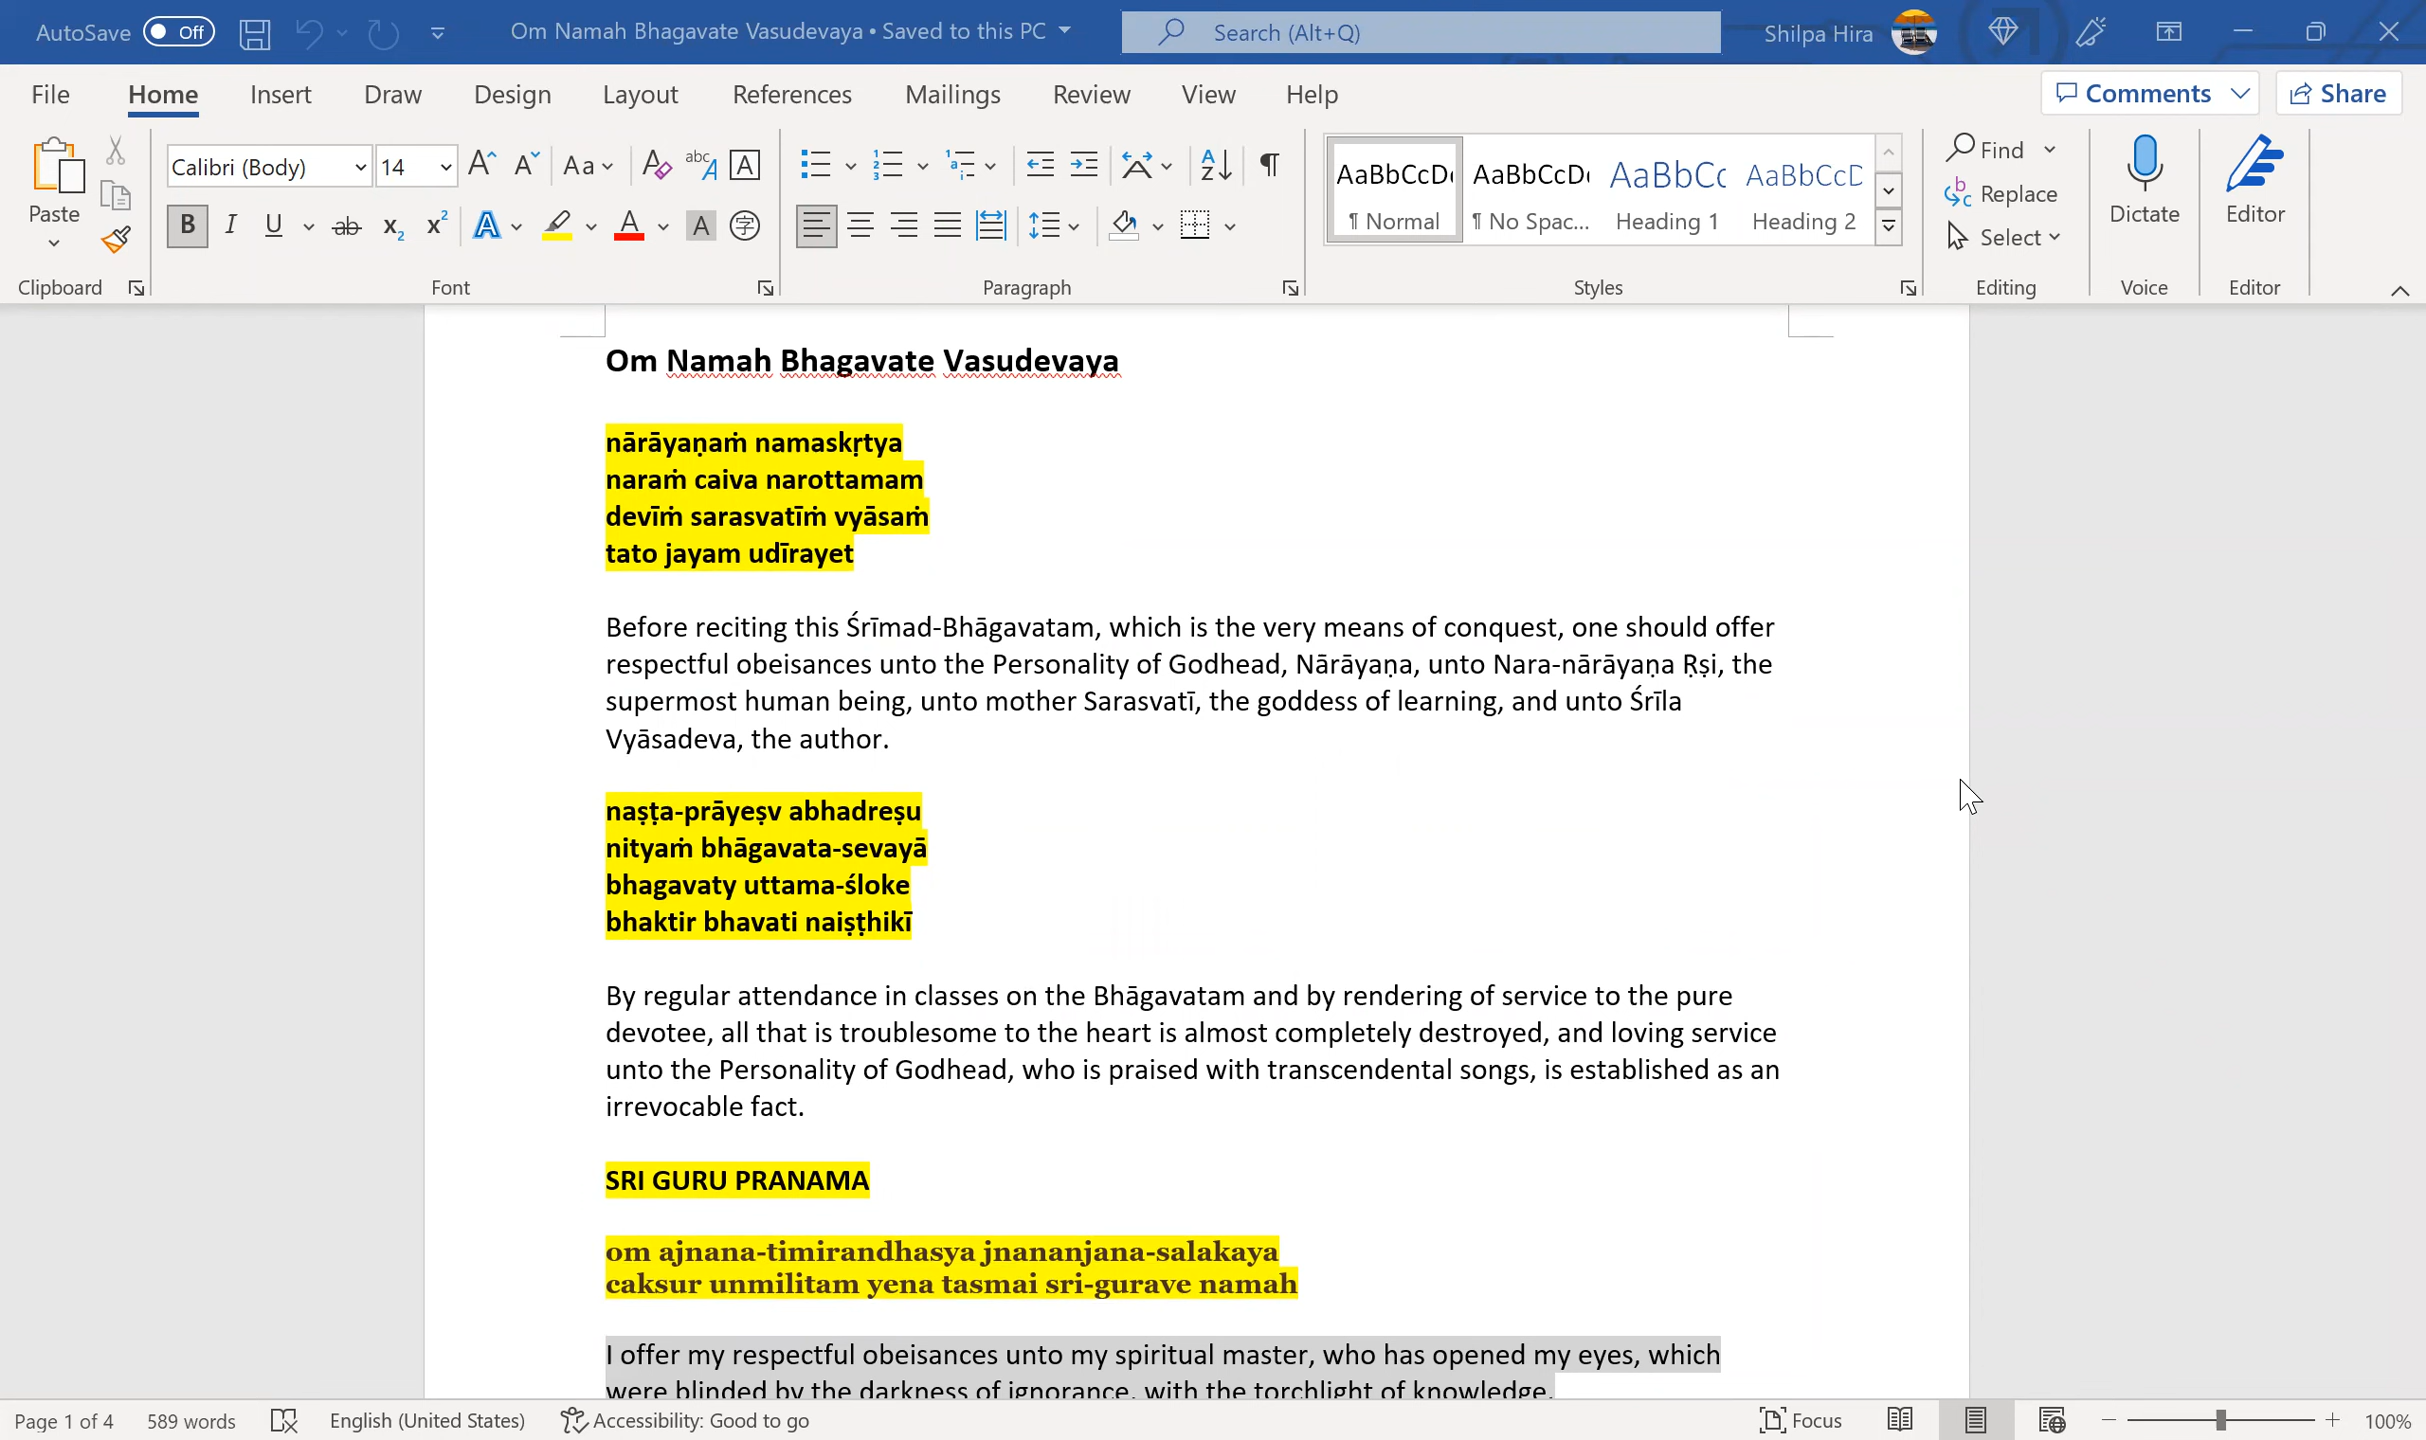 AutoSave Off Om Namah Bhagavate Vasudevaya • Saved to this PC Search (Alt+Q) Shilpa Hira
File Home Insert Draw Design Layout References Mailings Review View Help Comments Share
Paste
Clipboard
Calibri (Body) 14 Aa
B I U ab
Font
Paragraph
AaBbCcDc AaBbCcDc AaBbCc AaBbCcD
¶ Normal ¶ No Spac... Heading 1 Heading 2
Styles
Find
Replace
Select
Editing
Dictate
Voice
Editor
Editor
Om Namah Bhagavate Vasudevaya
nārāyaṇaṁ namaskṛtya
naraṁ caiva narottamam
devīṁ sarasvatīṁ vyāsaṁ
tato jayam udīrayet
Before reciting this Śrīmad-Bhāgavatam, which is the very means of conquest, one should offer
respectful obeisances unto the Personality of Godhead, Nārāyaṇa, unto Nara-nārāyaṇa Ṛṣi, the
supermost human being, unto mother Sarasvatī, the goddess of learning, and unto Śrīla
Vyāsadeva, the author.
naṣṭa-prāyeṣv abhadreṣu
nityaṁ bhāgavata-sevayā
bhagavaty uttama-śloke
bhaktir bhavati naiṣṭhikī
By regular attendance in classes on the Bhāgavatam and by rendering of service to the pure
devotee, all that is troublesome to the heart is almost completely destroyed, and loving service
unto the Personality of Godhead, who is praised with transcendental songs, is established as an
irrevocable fact.
SRI GURU PRANAMA
om ajnana-timirandhasya jnananjana-salakaya
caksur unmilitam yena tasmai sri-gurave namah
I offer my respectful obeisances unto my spiritual master, who has opened my eyes, which
were blinded by the darkness of ignorance, with the torchlight of knowledge.
Page 1 of 4 589 words English (United States) Accessibility: Good to go Focus 100%